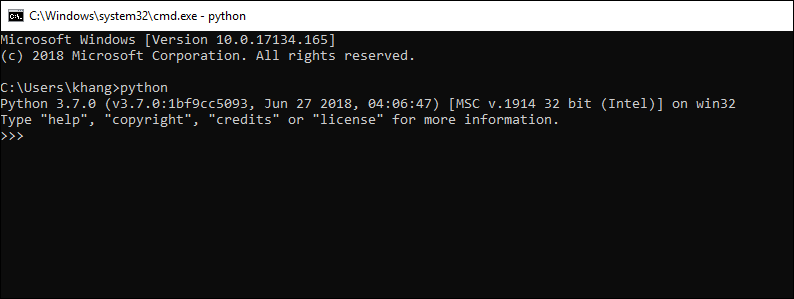 C:\Windows\system32\cmd.exe - python
Microsoft Windows [Version 10.0.17134.165]
(c) 2018 Microsoft Corporation. All rights reserved.
C:\Users\khang>python
Python 3.7.0 (v3.7.0:1bf9cc5093, Jun 27 2018, 04:06:47) [MSC v.1914 32 bit (Intel)] on win32
Type "help", "copyright", "credits" or "license" for more information.
>>>